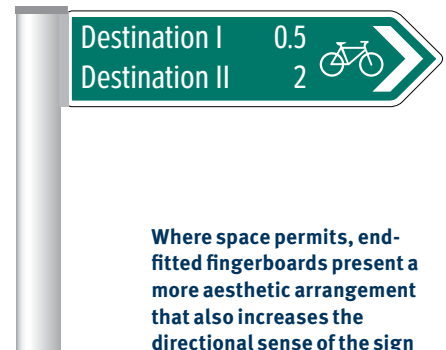 Destination I 0.5
Destination II 2
Where space permits, end-
fitted fingerboards present a
more aesthetic arrangement
that also increases the
directional sense of the sign